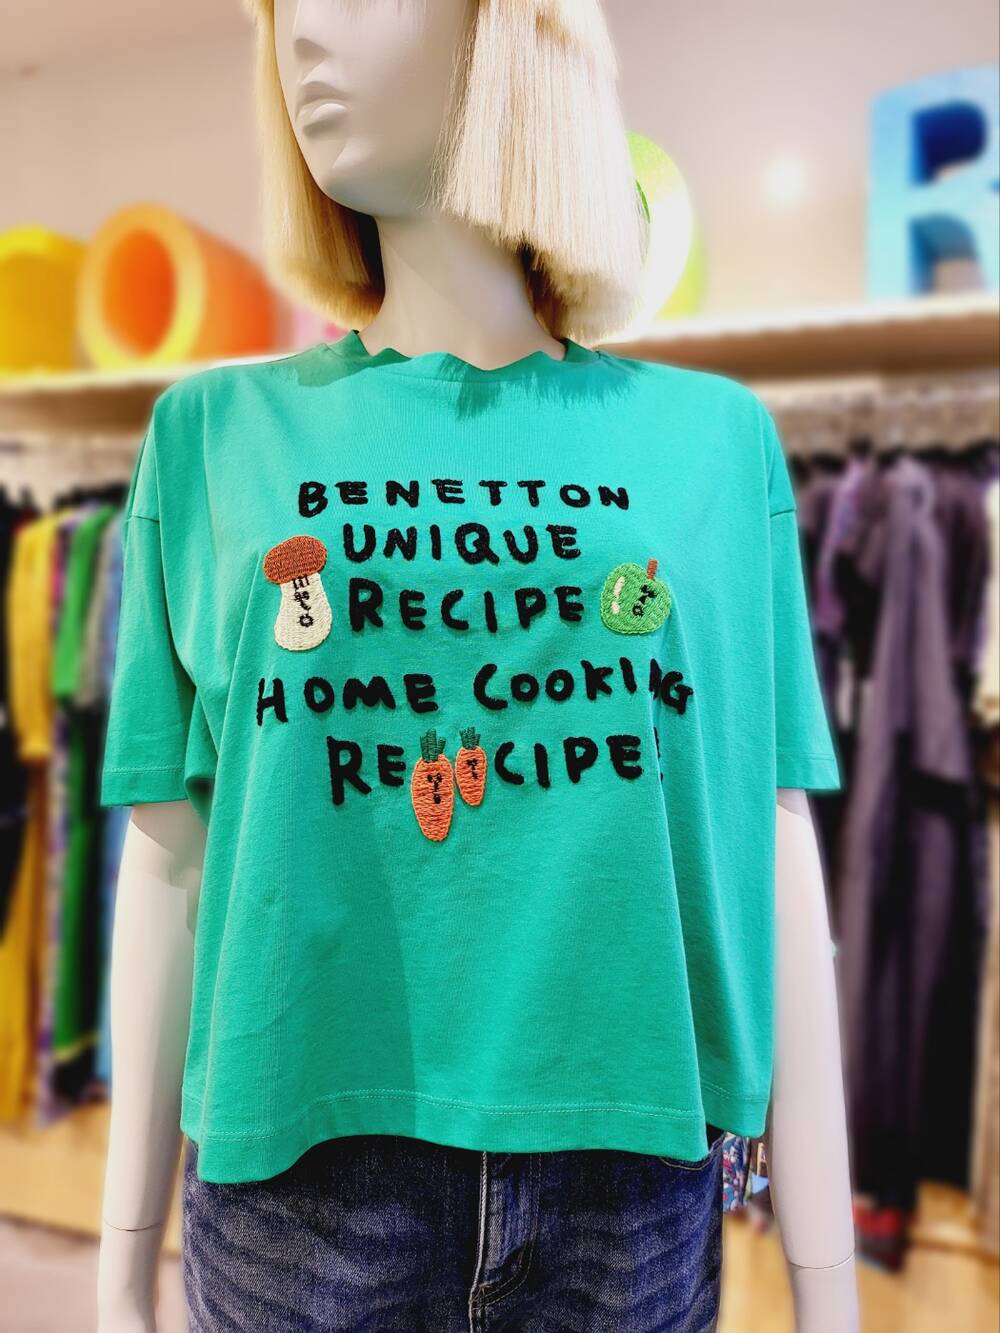 BENETTON
UNIQUE
RECIPE
HOME COOKING
RECIPE
R